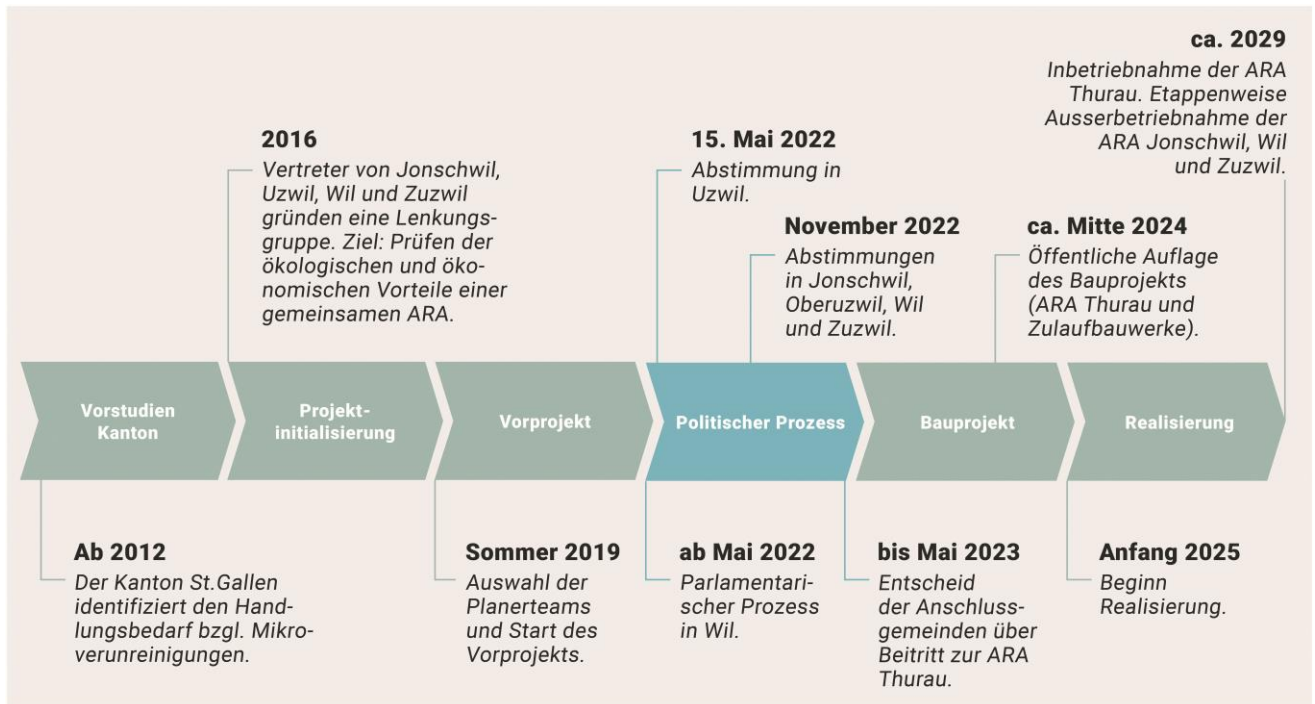 ca. 2029
Inbetriebnahme der ARA
Thurau. Etappenweise
Ausserbetriebnahme der
ARA Jonschwil, Wil
und Zuzwil.
2016
Vertreter von Jonschwil,
Uzwil, Wil und Zuzwil
gründen eine Lenkungs-
gruppe. Ziel: Prüfen der
ökologischen und öko-
nomischen Vorteile einer
gemeinsamen ARA.
15. Mai 2022
Abstimmung in
Uzwil.
November 2022
Abstimmungen
in Jonschwil,
Oberuzwil, Wil
und Zuzwil.
ca. Mitte 2024
Öffentliche Auflage
des Bauprojekts
(ARA Thurau und
Zulaufbauwerke).
Vorstudien
Kanton
Projekt-
initialisierung
Vorprojekt
Politischer Prozess
Bauprojekt
Realisierung
Ab 2012
Der Kanton St.Gallen
identifiziert den Hand-
lungsbedarf bzgl. Mikro-
verunreinigungen.
Sommer 2019
Auswahl der
Planerteams
und Start des
Vorprojekts.
ab Mai 2022
Parlamentari-
scher Prozess
in Wil.
bis Mai 2023
Entscheid
der Anschluss-
gemeinden über
Beitritt zur ARA
Thurau.
Anfang 2025
Beginn
Realisierung.